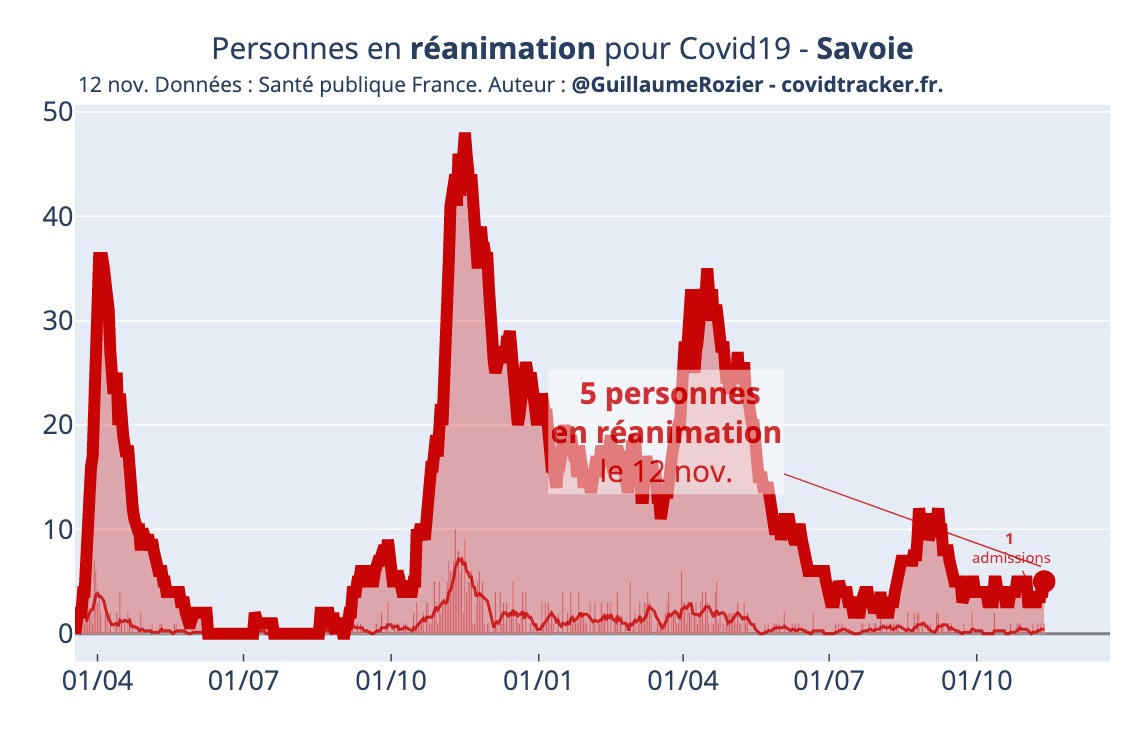 Personnes en réanimation pour Covid19 - Savoie
12 nov. Données : Santé publique France. Auteur : @GuillaumeRozier - covidtracker.fr.
50
40
30
20
10
0
5 personnes
en réanimation
le 12 nov.
1
admissions
01/04
01/07
01/10
01/01
01/04
01/07
01/10